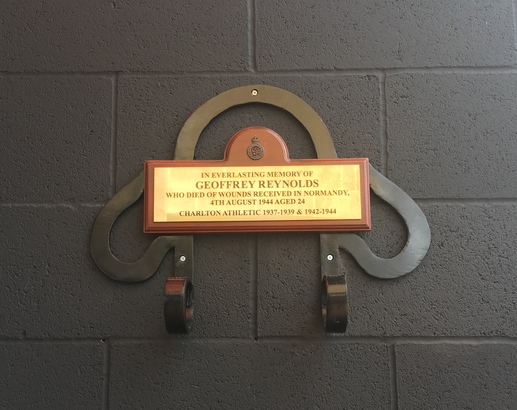 IN EVERLASTING MEMORY OF
GEOFFREY REYNOLDS
WHO DIED OF WOUNDS RECEIVED IN NORMANDY,
4TH AUGUST 1944 AGED 24
CHARLTON ATHLETIC 1937-1939 & 1942-1944